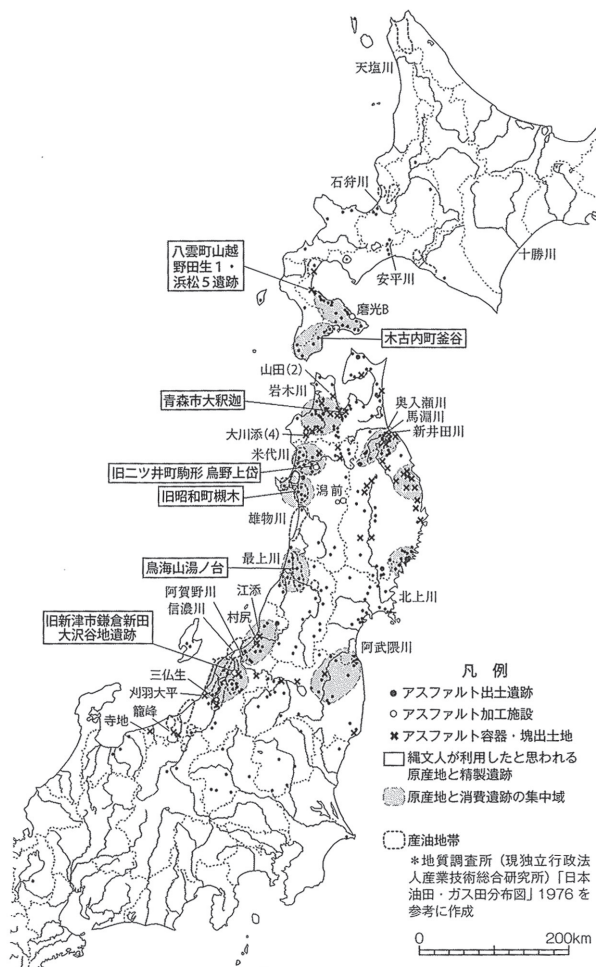 天塩川
石狩川
十勝川
安平川
八雲町山越
野田生1・
浜松5遺跡
磨光B
木古内町釜谷
山田(2)
岩木川
青森市大釈迦
奥入瀬川
馬淵川
新井田川
大川添(4)
米代川
旧二ツ井町駒形 烏野上岱
旧昭和町槻木
潟前
雄物川
最上川
鳥海山湯ノ台
北上川
阿賀野川
江添
信濃川
村尻
旧新津市鎌倉新田
大沢谷地遺跡
阿武隈川
三仏生
刈羽大平
籠峰
寺地
凡 例
アスファルト出土遺跡
アスファルト加工施設
アスファルト容器・塊出土地
縄文人が利用したと思われる
原産地と精製遺跡
原産地と消費遺跡の集中域
産油地帯
*地質調査所(現独立行政法
人産業技術総合研究所)「日本
油田・ガス田分布図」1976を
参考に作成
0 200km